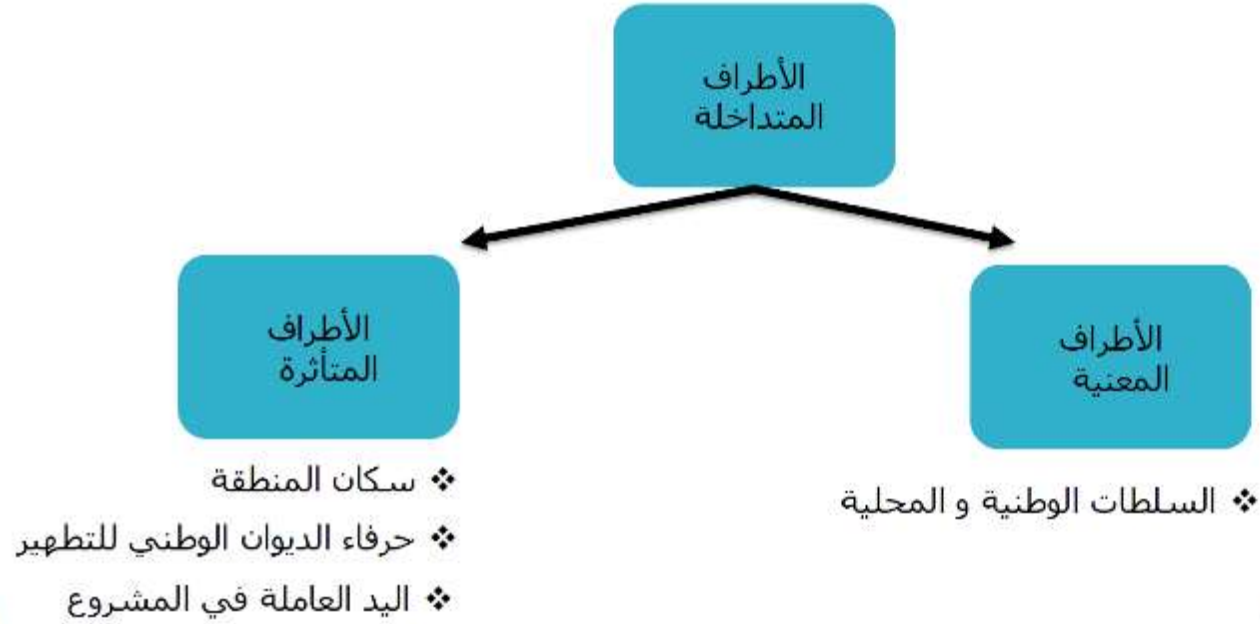 الأطراف
المتداخلة
الأطراف
المعنية
❖ السلطات الوطنية و المحلية
الأطراف
المتأثرة
❖ سكان المنطقة
❖ حرفاء الديوان الوطني للتطهير
❖ اليد العاملة في المشروع